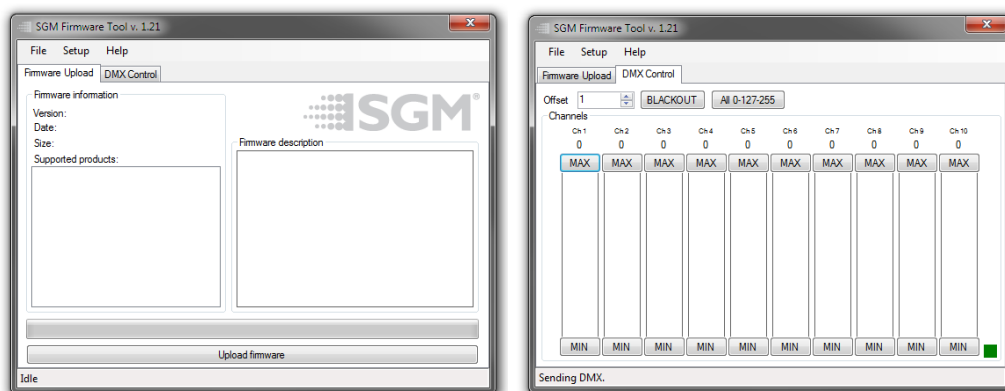 SGM Firmware Tool v. 1.21
File Setup Help
Firmware Upload DMX Control
Firmware information
Version:
Date:
Size:
Supported products:
SGM®
Firmware description
Upload firmware
Idle
SGM Firmware Tool v. 1.21
File Setup Help
Firmware Upload DMX Control
Offset 1 BLACKOUT All 0-127-255
Channels
Ch 1 Ch 2 Ch 3 Ch 4 Ch 5 Ch 6 Ch 7 Ch 8 Ch 9 Ch 10
0 0 0 0 0 0 0 0 0 0
MAX MAX MAX MAX MAX MAX MAX MAX MAX MAX
MIN MIN MIN MIN MIN MIN MIN MIN MIN MIN
Sending DMX.